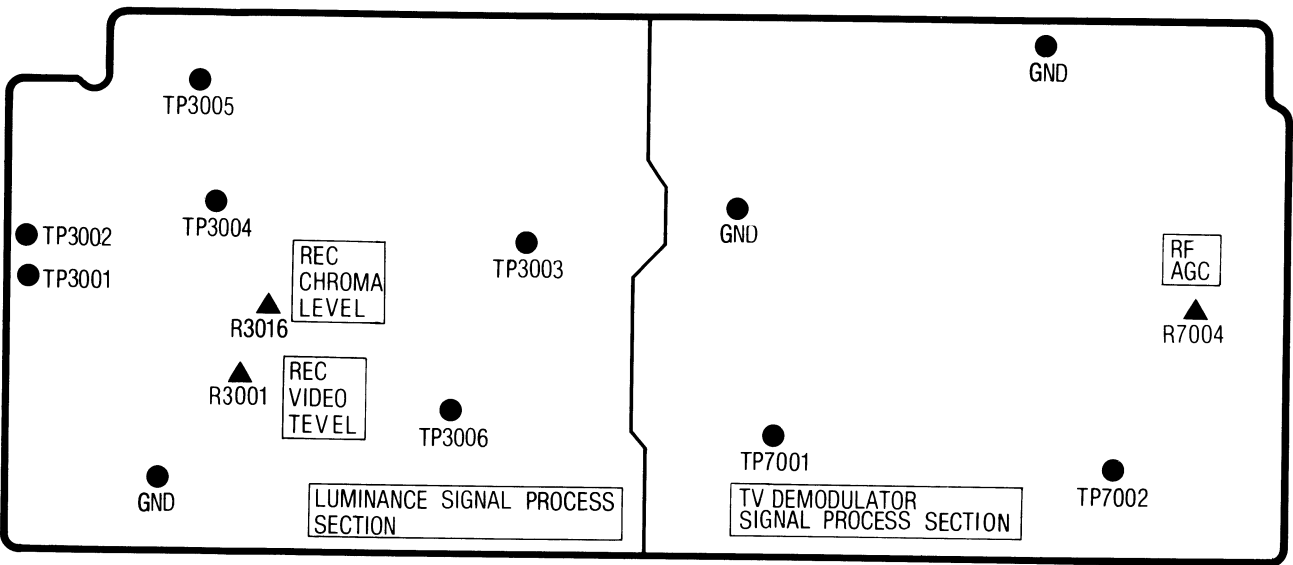 GND
TP3005
TP3004
GND
TP3002
TP3001
TP3003
REC
CHROMA
LEVEL
RF
AGC
R3016
R7004
REC
VIDEO
TEVEL
R3001
TP3006
TP7001
GND
TP7002
LUMINANCE SIGNAL PROCESS
SECTION
TV DEMODULATOR
SIGNAL PROCESS SECTION